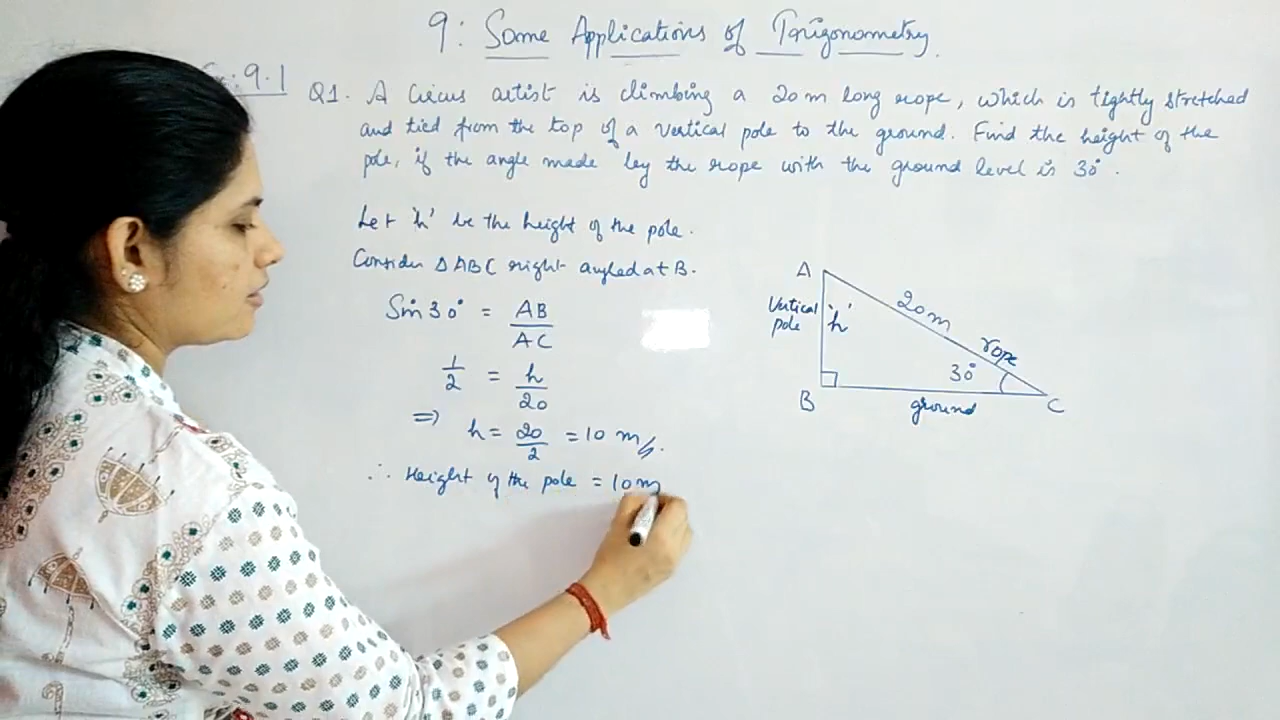 9: Some Applications of Trigonometry.
9.1
Q1. A Circus artist is climbing a 20m long rope, which is tightly stretched
and tied from the top of a vertical pole to the ground. Find the height of the
pole, if the angle made by the rope with the ground level is 30°.
Let 'h' be the height of the pole.
Consider △ABC right angled at B.
Sin 30° = AB
AC
1
2 = h
20
⇒ h = 20
2 = 10 m//.
∴ Height of the pole = 10m
A
Vertical
pole
'h'
20m
rope
30°
B
ground
C